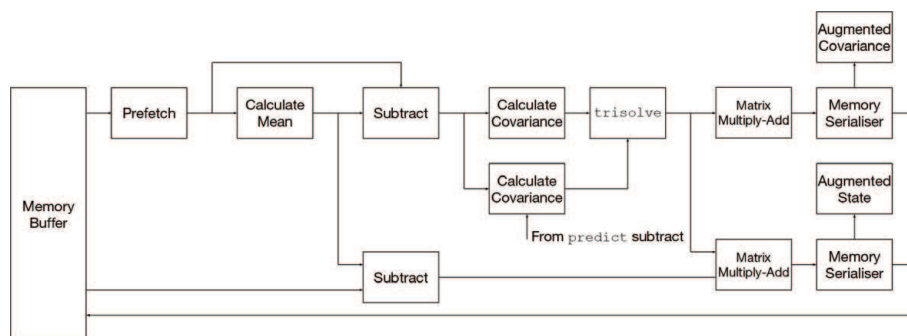 Augmented
Covariance
Prefetch
Calculate
Mean
Subtract
Calculate
Covariance
trisolve
Matrix
Multiply-Add
Memory
Serialiser
Memory
Buffer
Calculate
Covariance
Augmented
State
From predict subtract
Subtract
Matrix
Multiply-Add
Memory
Serialiser